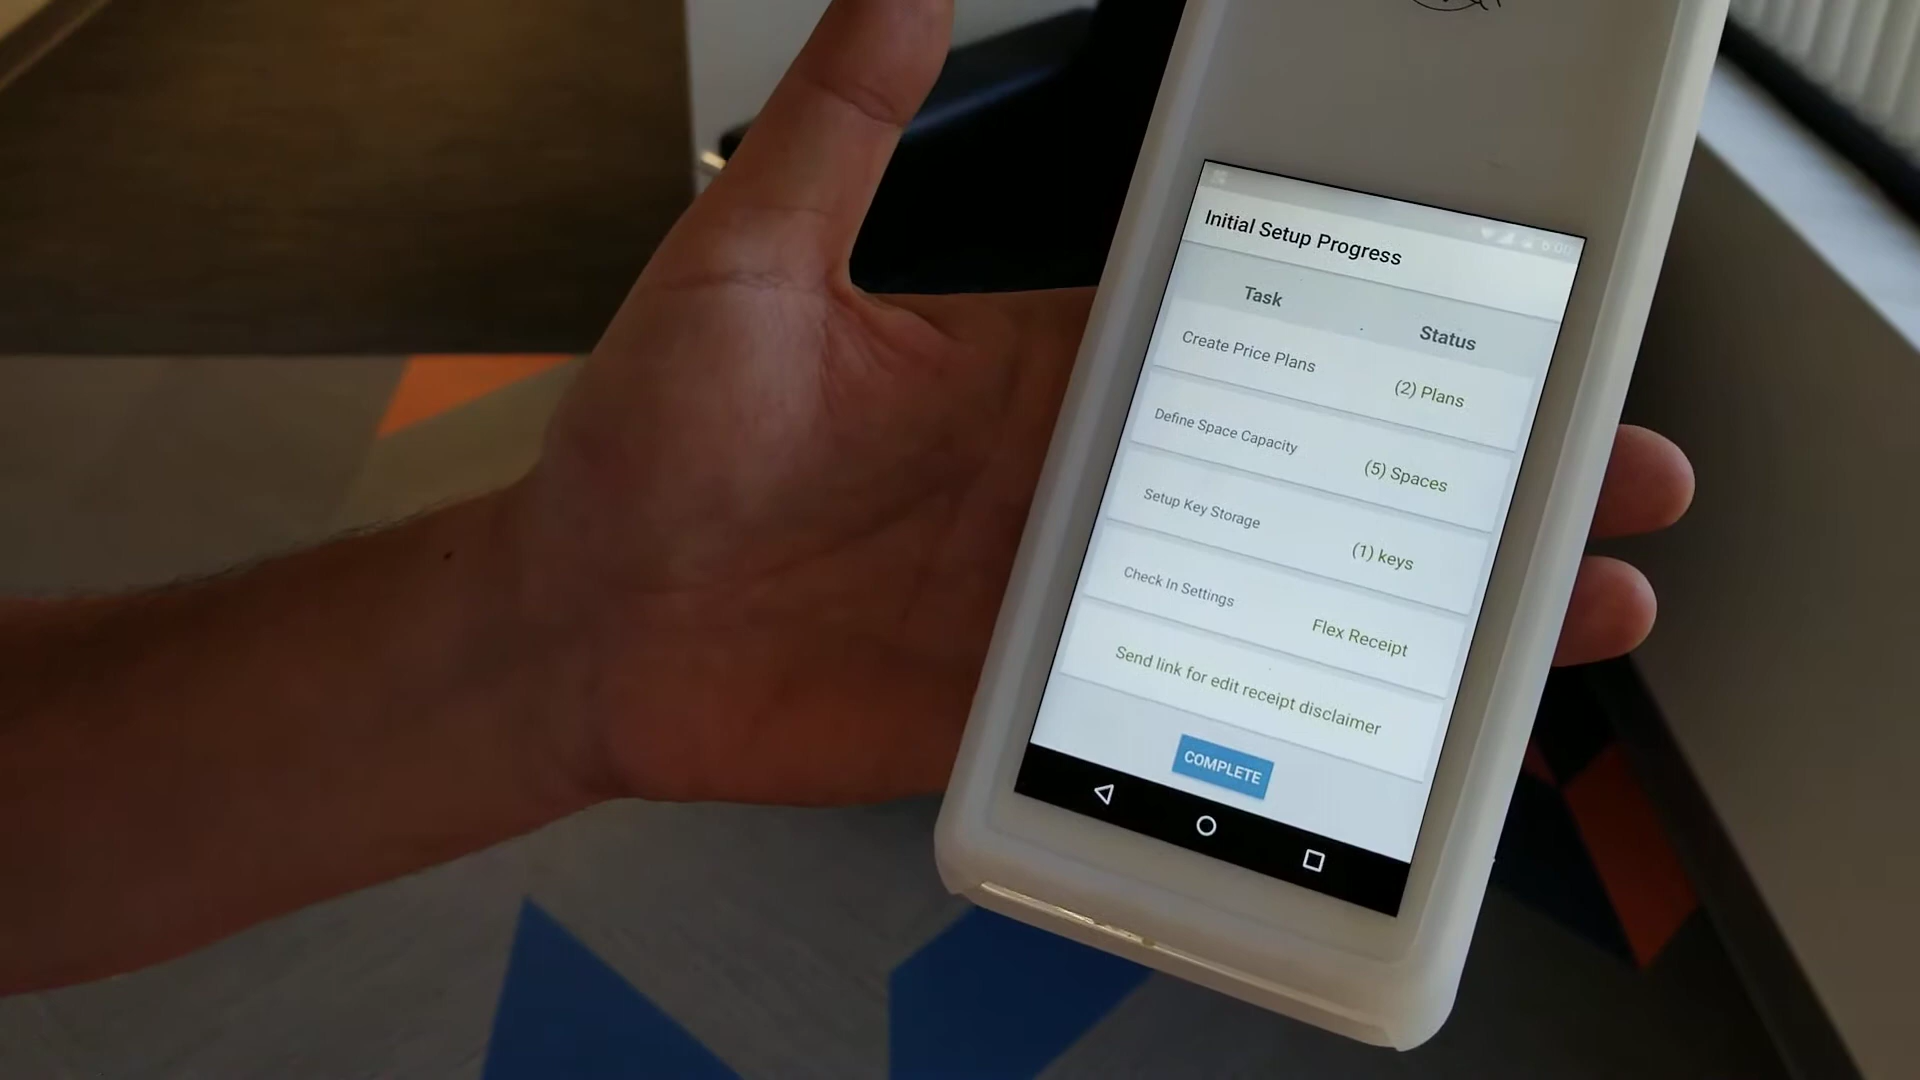 Initial Setup Progress
Task Status
Create Price Plans (2) Plans
Define Space Capacity (5) Spaces
Setup Key Storage (1) keys
Check In Settings Flex Receipt
Send link for edit receipt disclaimer
COMPLETE